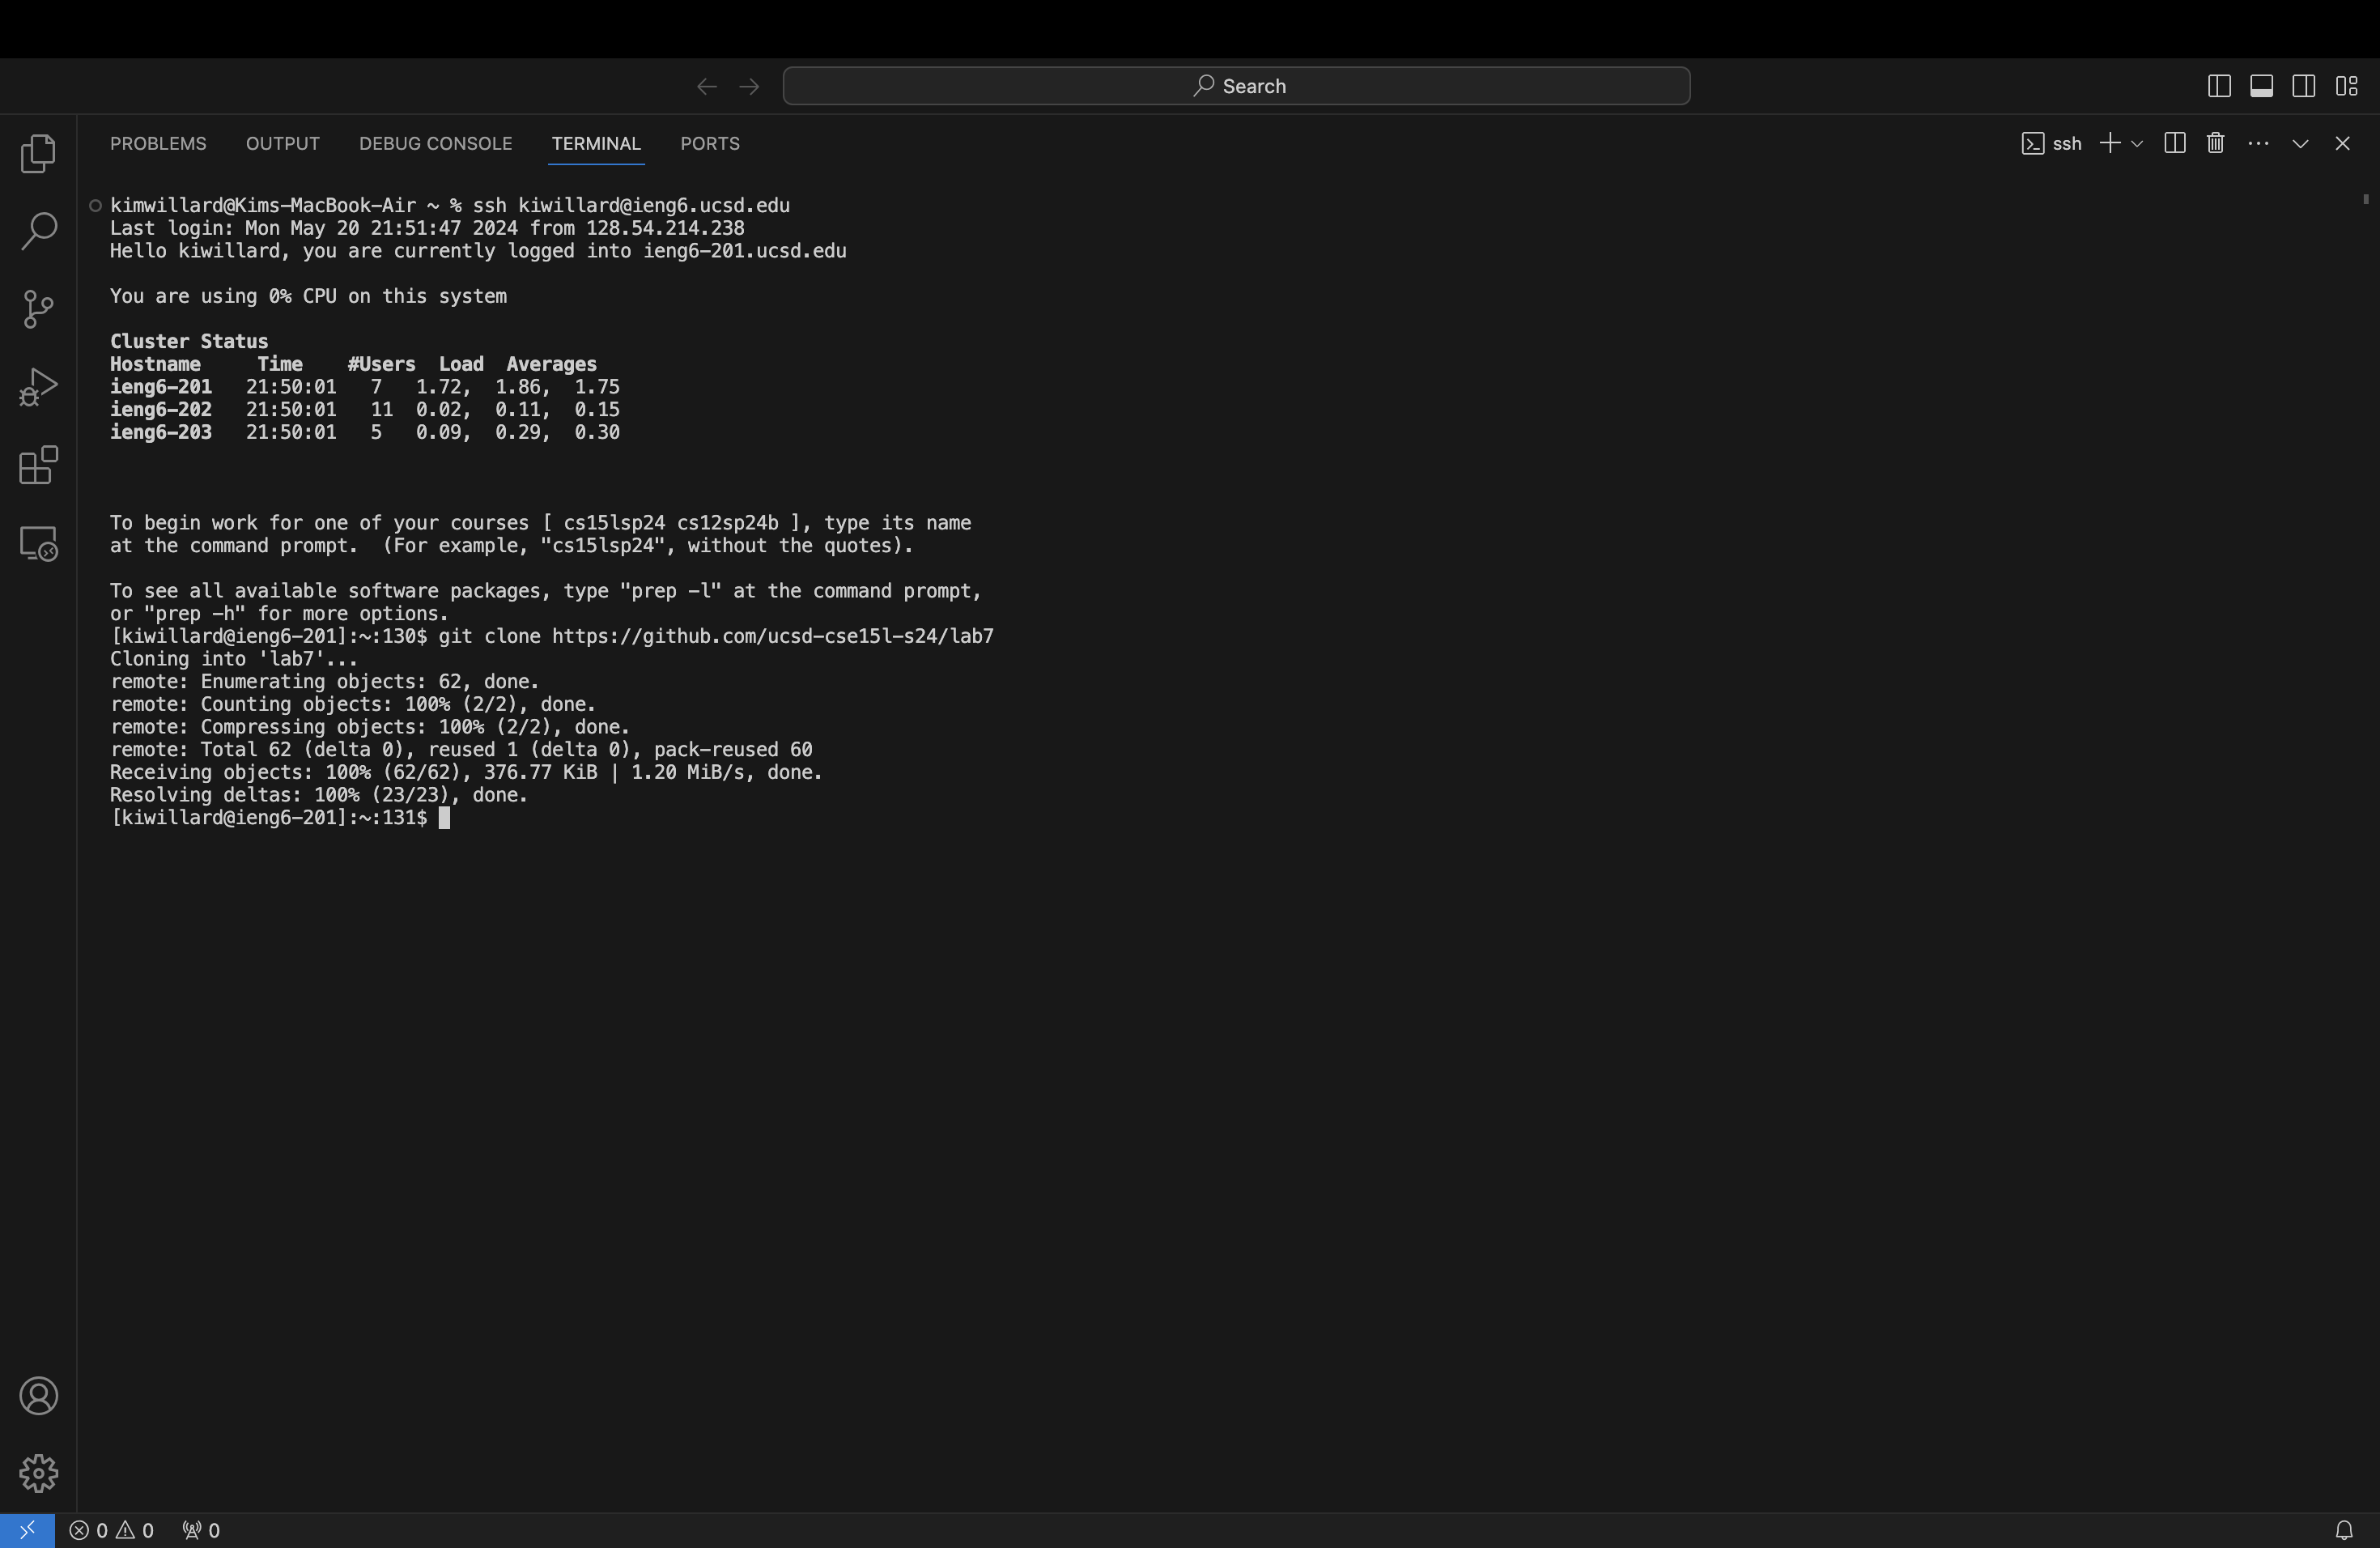 Search
PROBLEMS OUTPUT DEBUG CONSOLE TERMINAL PORTS
ssh
kimwillard@Kims-MacBook-Air ~ % ssh kiwillard@ieng6.ucsd.edu
Last login: Mon May 20 21:51:47 2024 from 128.54.214.238
Hello kiwillard, you are currently logged into ieng6-201.ucsd.edu
You are using 0% CPU on this system
Cluster Status
Hostname     Time    #Users  Load  Averages
ieng6-201   21:50:01   7   1.72,  1.86,  1.75
ieng6-202   21:50:01   11  0.02,  0.11,  0.15
ieng6-203   21:50:01   5   0.09,  0.29,  0.30
To begin work for one of your courses [ cs15lsp24 cs12sp24b ], type its name
at the command prompt.  (For example, "cs15lsp24", without the quotes).
To see all available software packages, type "prep -l" at the command prompt,
or "prep -h" for more options.
[kiwillard@ieng6-201]:~:130$ git clone https://github.com/ucsd-cse15l-s24/lab7
Cloning into 'lab7'...
remote: Enumerating objects: 62, done.
remote: Counting objects: 100% (2/2), done.
remote: Compressing objects: 100% (2/2), done.
remote: Total 62 (delta 0), reused 1 (delta 0), pack-reused 60
Receiving objects: 100% (62/62), 376.77 KiB | 1.20 MiB/s, done.
Resolving deltas: 100% (23/23), done.
[kiwillard@ieng6-201]:~:131$
0 0 0